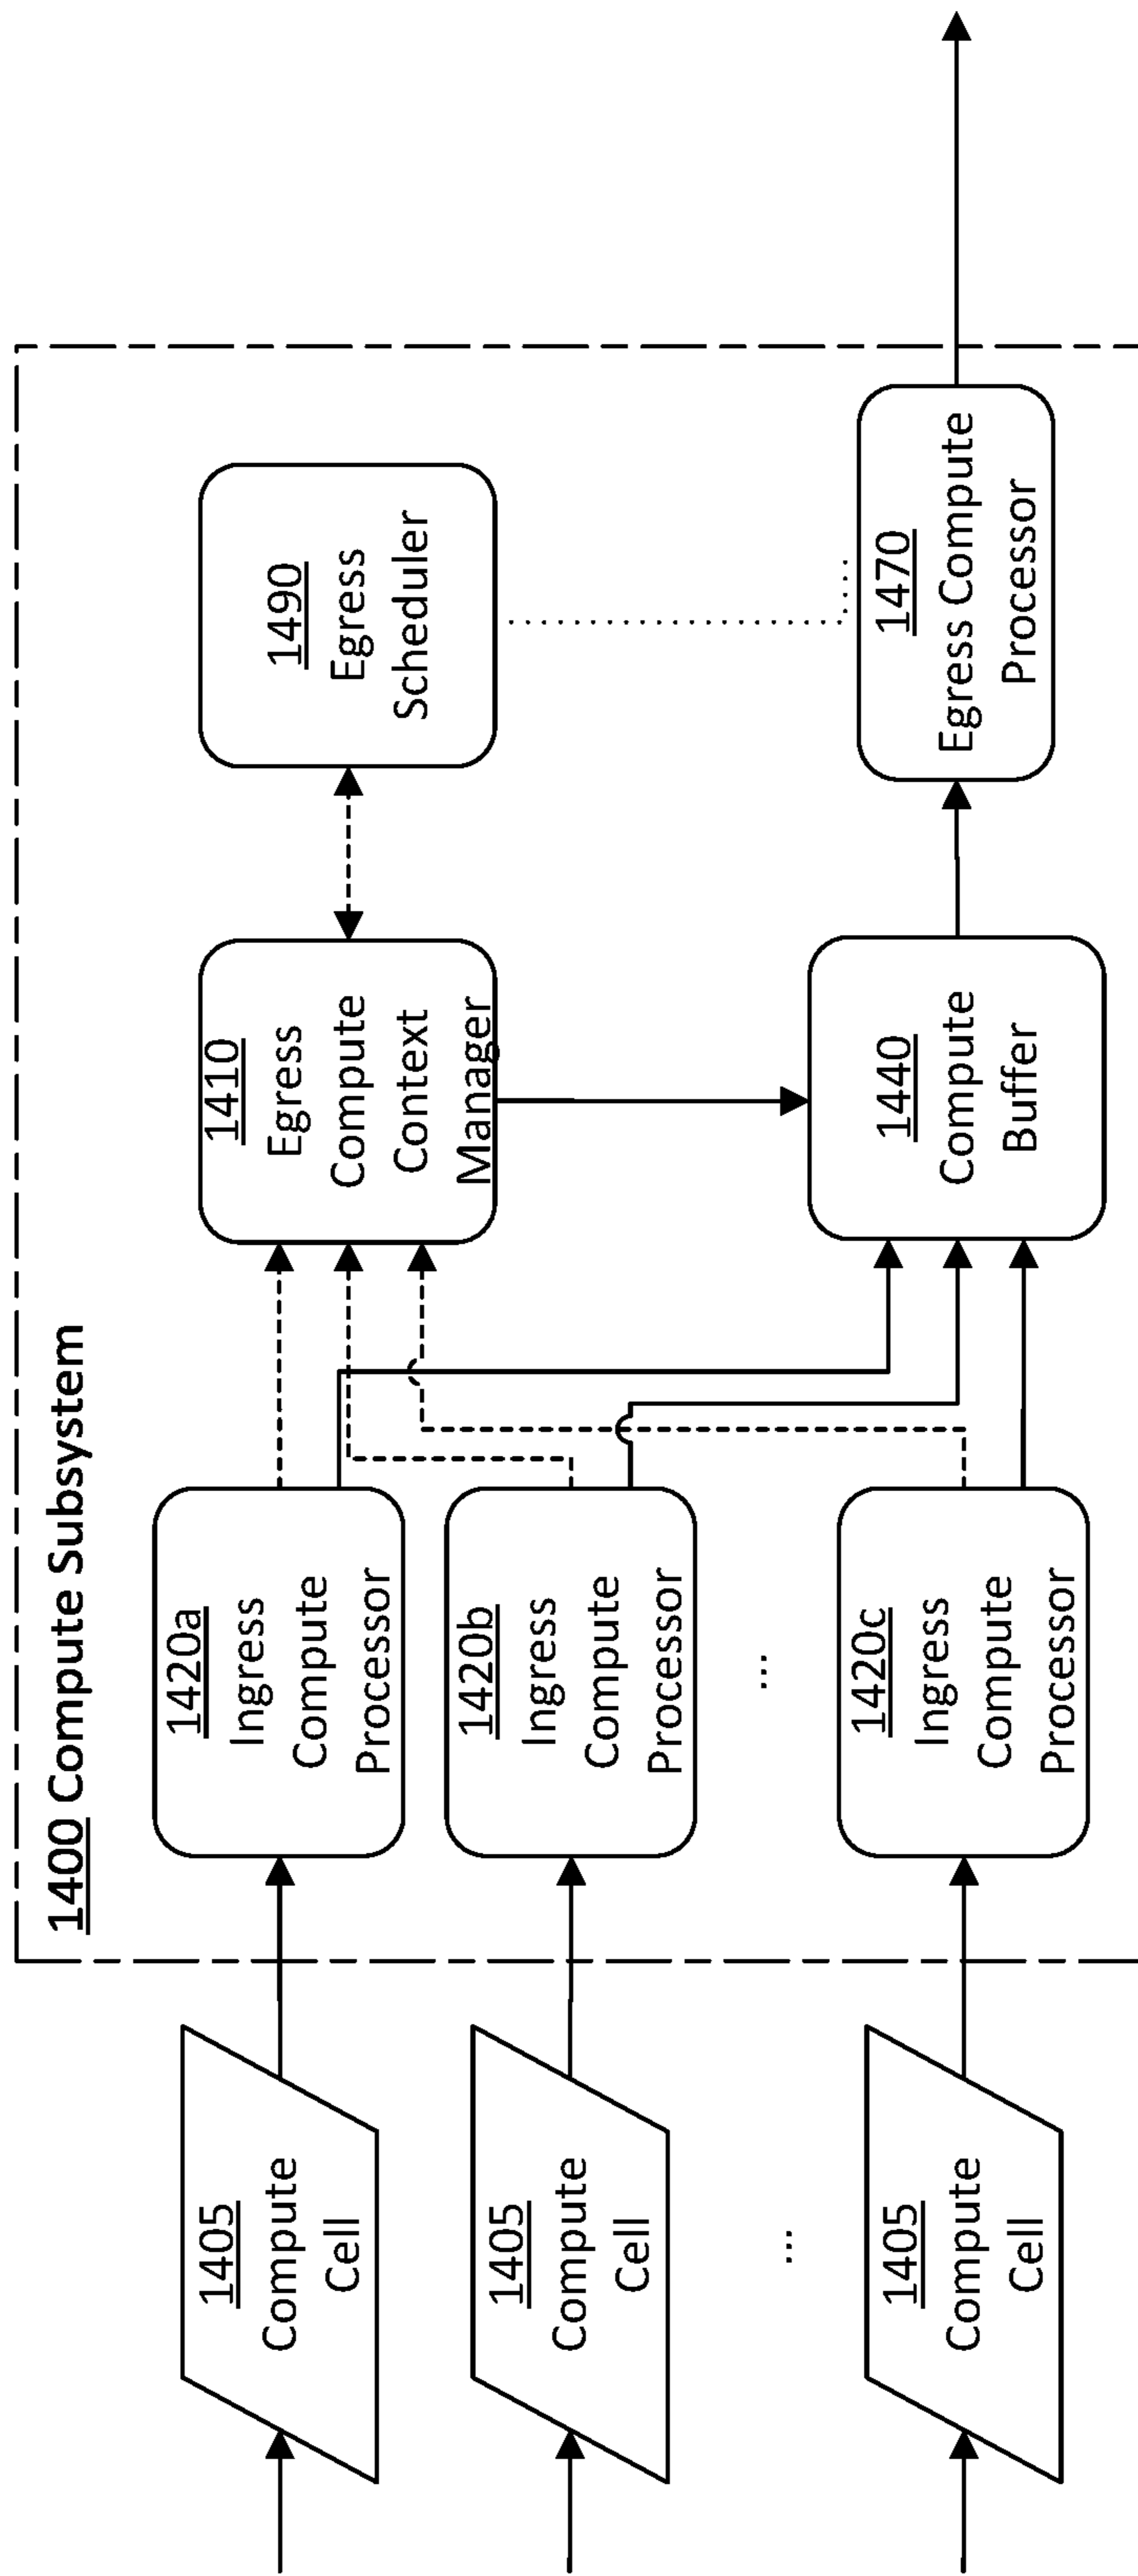 1400 Compute Subsystem
1405
Compute
Cell
1405
Compute
Cell
...
1405
Compute
Cell
1420a
Ingress
Compute
Processor
1420b
Ingress
Compute
Processor
...
1420c
Ingress
Compute
Processor
1410
Egress
Compute
Context
Manager
1440
Compute
Buffer
1490
Egress
Scheduler
1470
Egress Compute
Processor